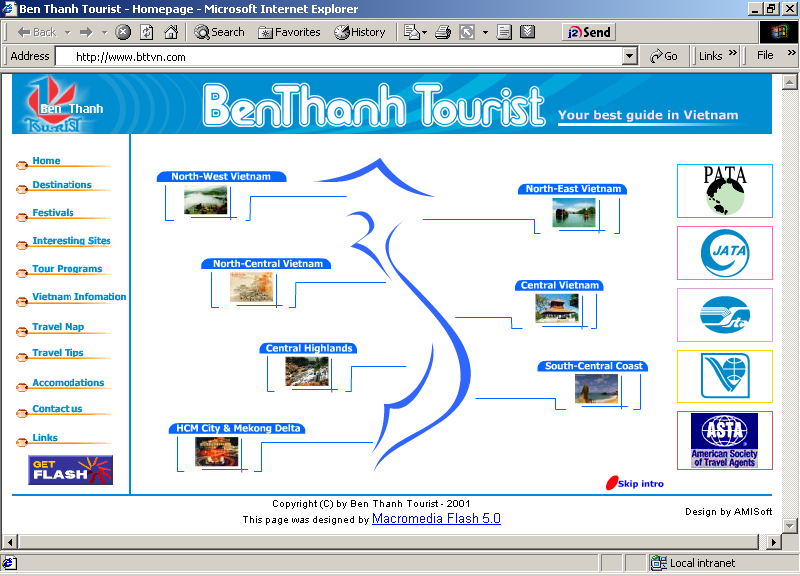 Ben Thanh Tourist - Homepage - Microsoft Internet Explorer
Back
Search
Favorites
History
j2 Send
Address
http://www.bttvn.com
Go
Links »
File »
Ben Thanh
TOURIST
BenThanh Tourist
Your best guide in Vietnam
Home
Destinations
Festivals
Interesting Sites
Tour Programs
Vietnam Infomation
Travel Map
Travel Tips
Accomodations
Contact us
Links
GET
FLASH
North-West Vietnam
North-East Vietnam
North-Central Vietnam
Central Vietnam
Central Highlands
South-Central Coast
HCM City & Mekong Delta
Skip intro
PATA
JATA
ASTA
American Society
of Travel Agents
Copyright (C) by Ben Thanh Tourist - 2001
This page was designed by Macromedia Flash 5.0
Design by AMISoft
Local intranet